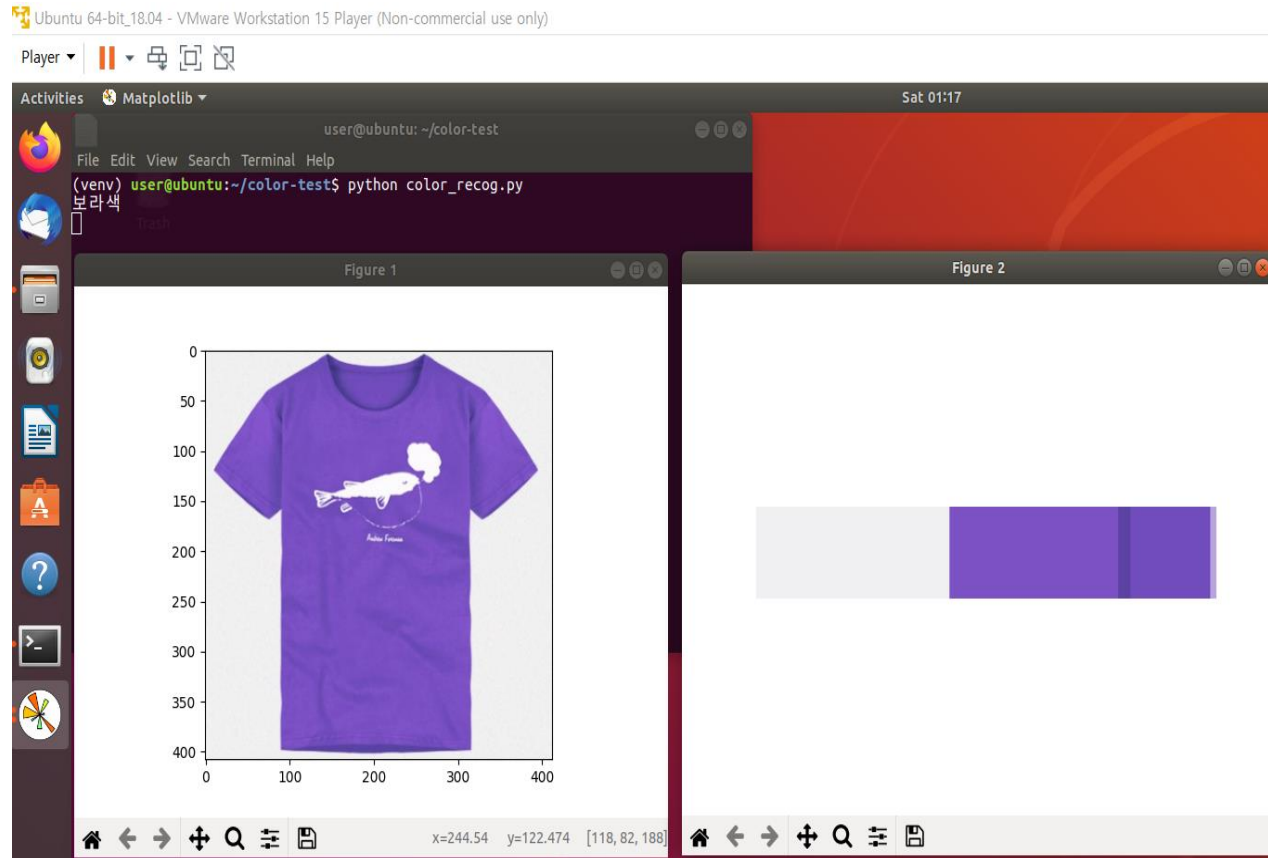 Ubuntu 64-bit_18.04 - VMware Workstation 15 Player (Non-commercial use only)
Player
Activities Matplotlib Sat 01:17
user@ubuntu: ~/color-test
File Edit View Search Terminal Help
(venv) user@ubuntu:~/color-test$ python color_recog.py
보라색
Trash
Figure 1
Figure 2
0
50
100
150
200
250
300
350
400
0 100 200 300 400
x=244.54 y=122.474 [118, 82, 188]